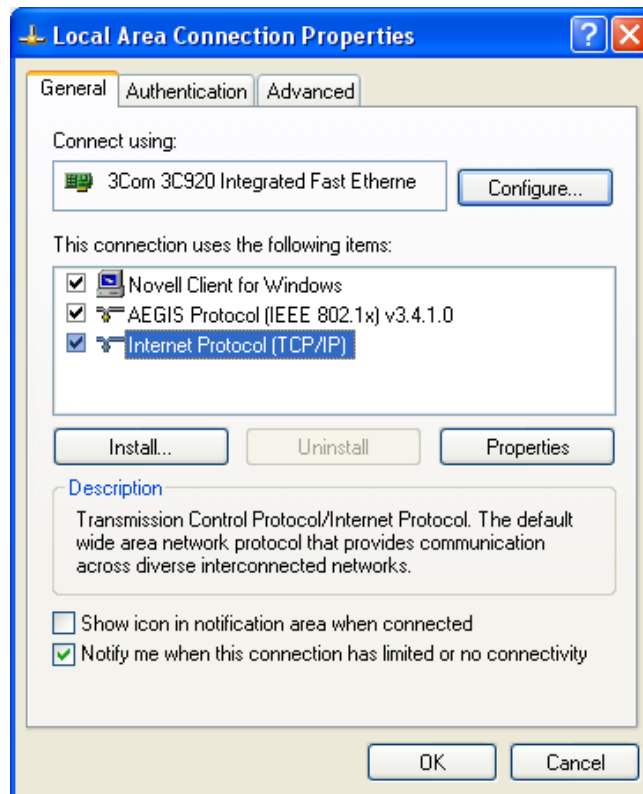 Local Area Connection Properties
General Authentication Advanced
Connect using:
3Com 3C920 Integrated Fast Etherne
Configure...
This connection uses the following items:
Novell Client for Windows
AEGIS Protocol (IEEE 802.1x) v3.4.1.0
Internet Protocol (TCP/IP)
Install... Uninstall Properties
Description
Transmission Control Protocol/Internet Protocol. The default
wide area network protocol that provides communication
across diverse interconnected networks.
Show icon in notification area when connected
Notify me when this connection has limited or no connectivity
OK Cancel